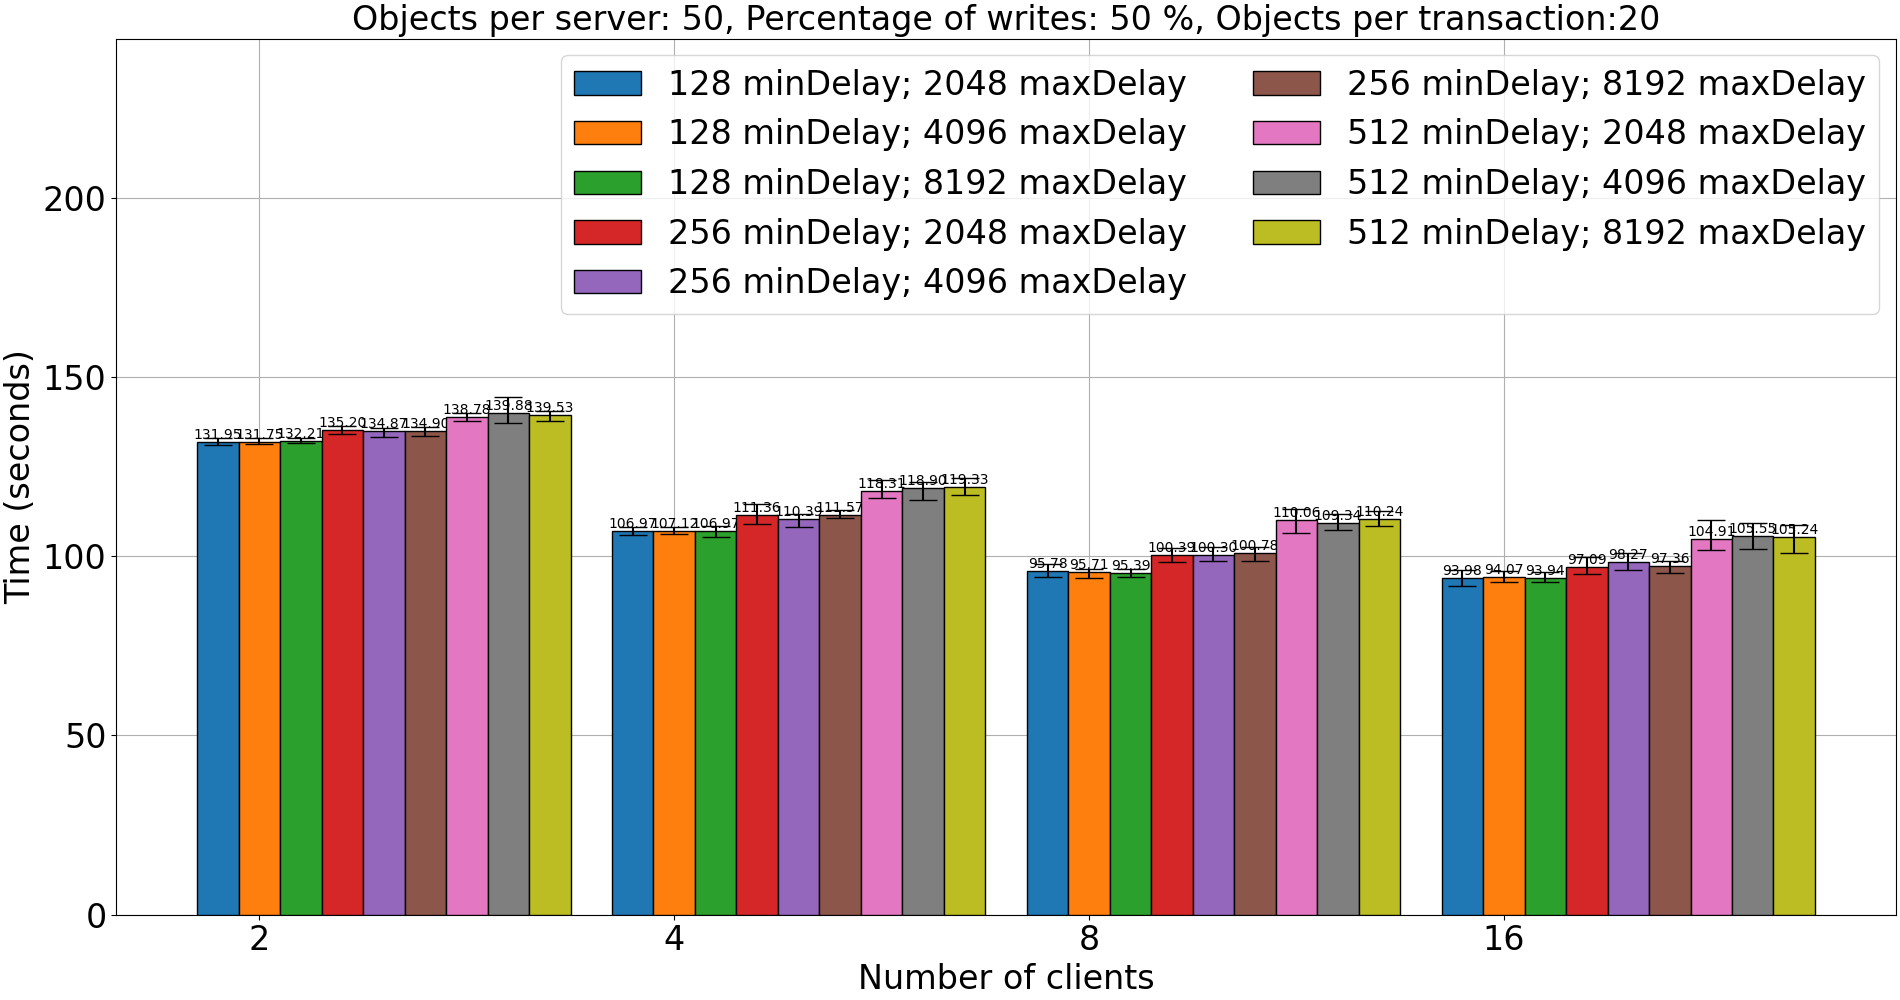 Objects per server: 50, Percentage of writes: 50 %, Objects per transaction:20
128 minDelay; 2048 maxDelay
128 minDelay; 4096 maxDelay
128 minDelay; 8192 maxDelay
256 minDelay; 2048 maxDelay
256 minDelay; 4096 maxDelay
256 minDelay; 8192 maxDelay
512 minDelay; 2048 maxDelay
512 minDelay; 4096 maxDelay
512 minDelay; 8192 maxDelay
Time (seconds)
200
150
100
50
0
131.95 131.75 132.21 135.20 134.87 134.90 138.78 139.88 139.53
106.97 107.12 106.97 111.36 110.39 111.57 118.31 118.90 119.33
95.78 95.71 95.39 100.39 100.30 100.78 110.06 109.34 110.24
93.98 94.07 93.94 97.09 98.27 97.36 104.91 105.55 105.24
2 4 8 16
Number of clients